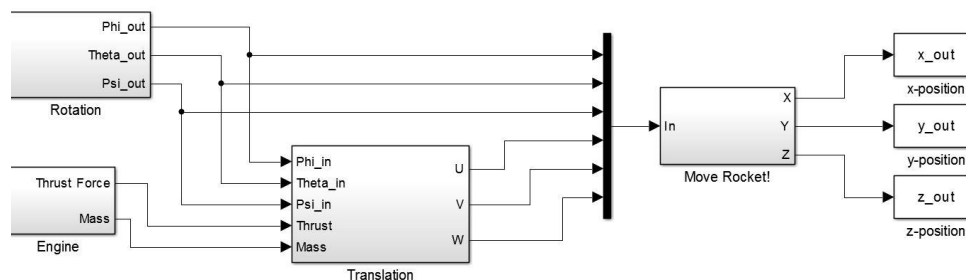 Phi_out
Theta_out
Psi_out
Rotation
Thrust Force
Mass
Engine
Phi_in
Theta_in
Psi_in
Thrust
Mass
U
V
W
Translation
In
X
Y
Z
Move Rocket!
x_out
x-position
y_out
y-position
z_out
z-position